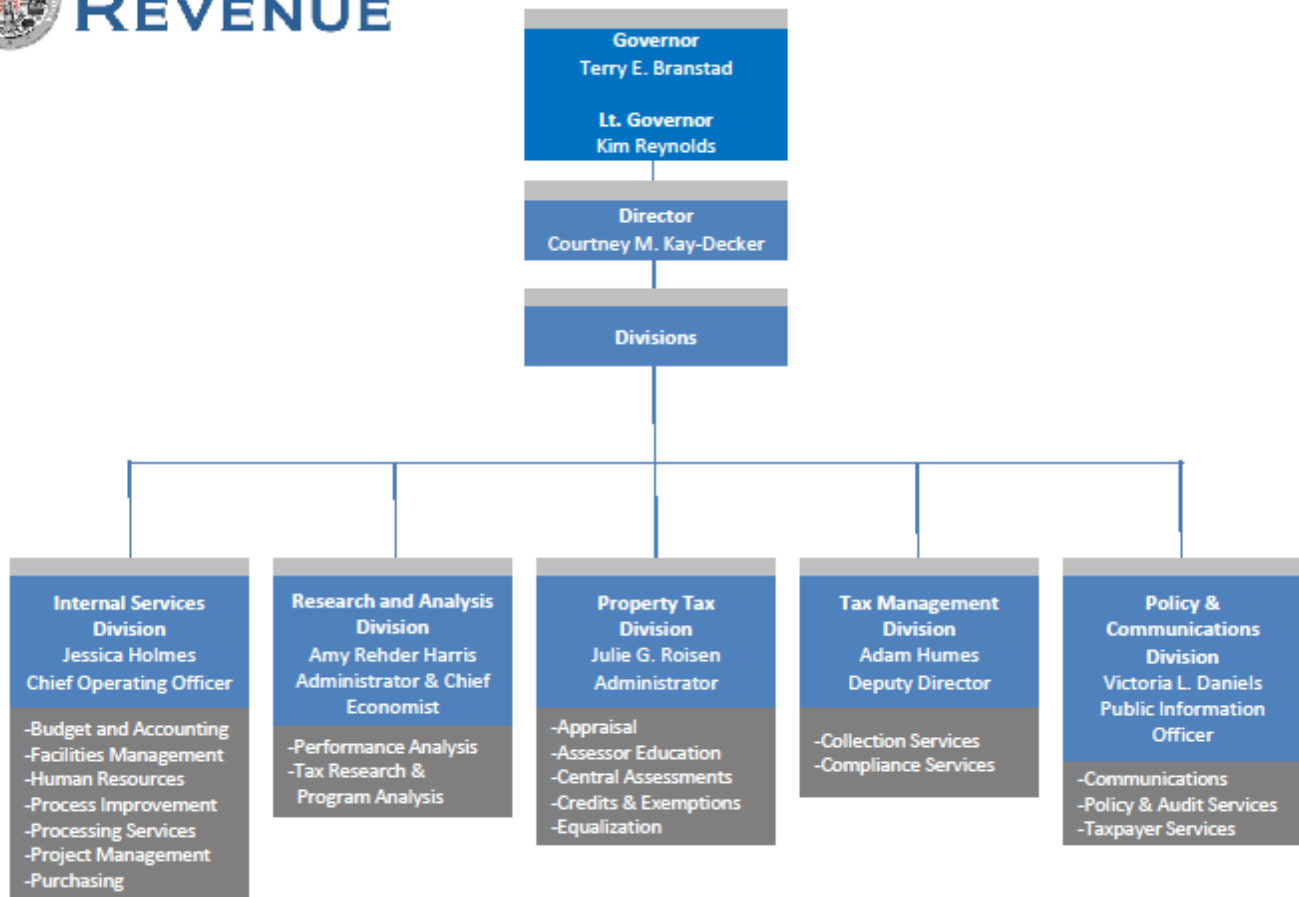 REVENUE
Governor
Terry E. Branstad
Lt. Governor
Kim Reynolds
Director
Courtney M. Kay-Decker
Divisions
Internal Services
Division
Jessica Holmes
Chief Operating Officer
-Budget and Accounting
-Facilities Management
-Human Resources
-Process Improvement
-Processing Services
-Project Management
-Purchasing
Research and Analysis
Division
Amy Rehder Harris
Administrator & Chief
Economist
-Performance Analysis
-Tax Research &
Program Analysis
Property Tax
Division
Julie G. Roisen
Administrator
-Appraisal
-Assessor Education
-Central Assessments
-Credits & Exemptions
-Equalization
Tax Management
Division
Adam Humes
Deputy Director
-Collection Services
-Compliance Services
Policy &
Communications
Division
Victoria L. Daniels
Public Information
Officer
-Communications
-Policy & Audit Services
-Taxpayer Services